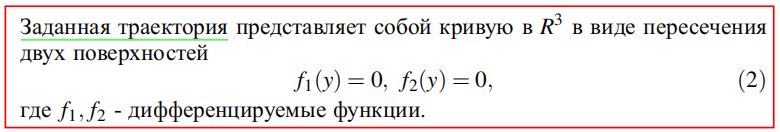 Заданная траектория представляет собой кривую в R³ в виде пересечения
двух поверхностей
f₁(y) = 0, f₂(y) = 0, (2)
где f₁, f₂ - дифференцируемые функции.